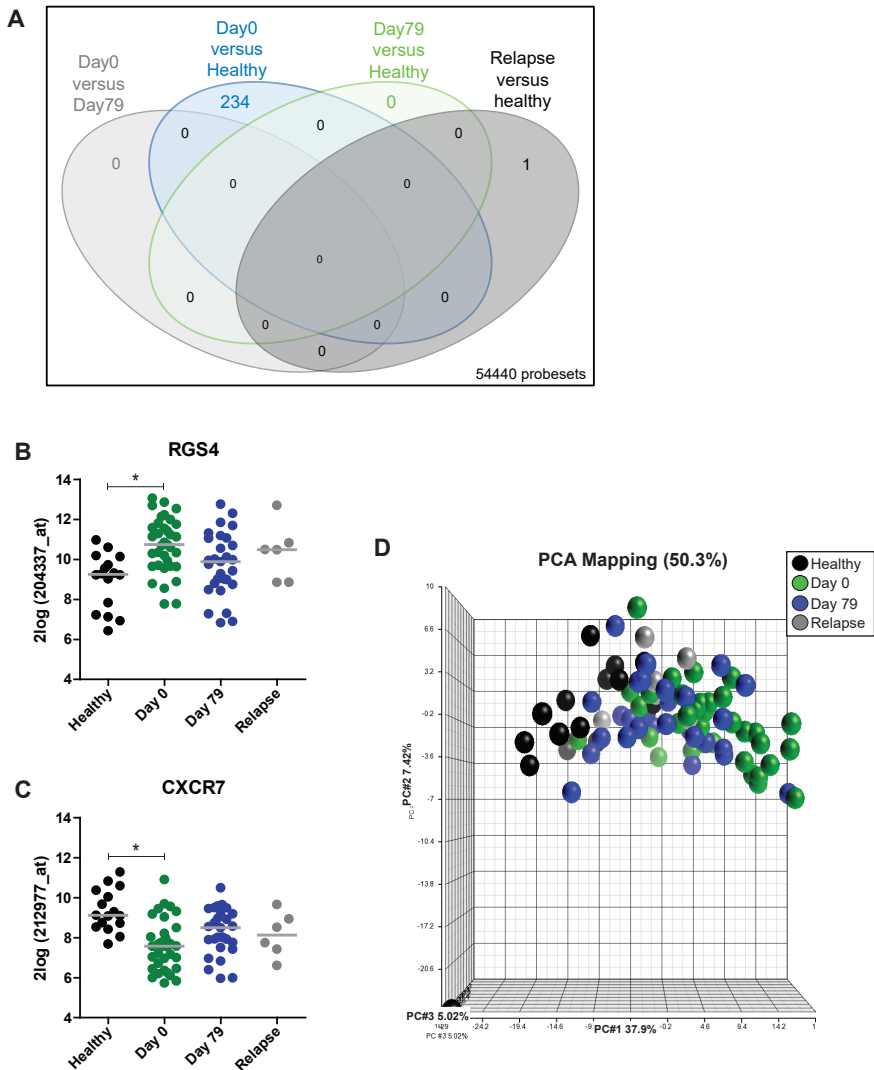 A
Day0
versus
Day79
Day0
versus
Healthy
Day79
versus
Healthy
Relapse
versus
healthy
234
0
0
0
0
0
1
0
0
0
0
0
0
0
0
54440 probesets
B
RGS4
*
2log (204337_at)
14
12
10
8
6
4
Healthy
Day 0
Day 79
Relapse
C
CXCR7
*
2log (212977_at)
14
12
10
8
6
4
Healthy
Day 0
Day 79
Relapse
D
PCA Mapping (50.3%)
Healthy
Day 0
Day 79
Relapse
10
6.6
3.2
-0.2
-3.6
-7
-10.4
-13.8
-17.2
-20.6
PC#2 7.42%
PC#3 5.02%
PC #3 5.02%
-24.2
-19.4
-14.6
PC#1 37.9%
-0.2
4.6
9.4
14.2
1